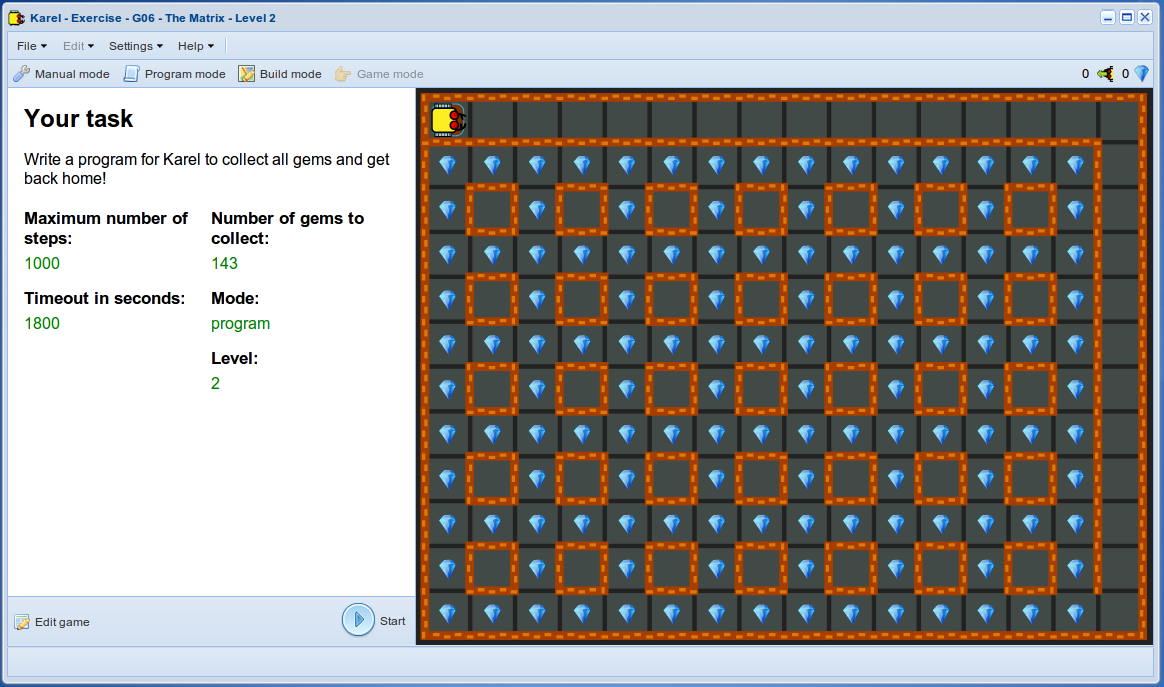 Karel - Exercise - G06 - The Matrix - Level 2
File Edit Settings Help
Manual mode Program mode Build mode Game mode 0 0
Your task
Write a program for Karel to collect all gems and get
back home!
Maximum number of
steps:
1000
Number of gems to
collect:
143
Timeout in seconds:
1800
Mode:
program
Level:
2
Edit game
Start